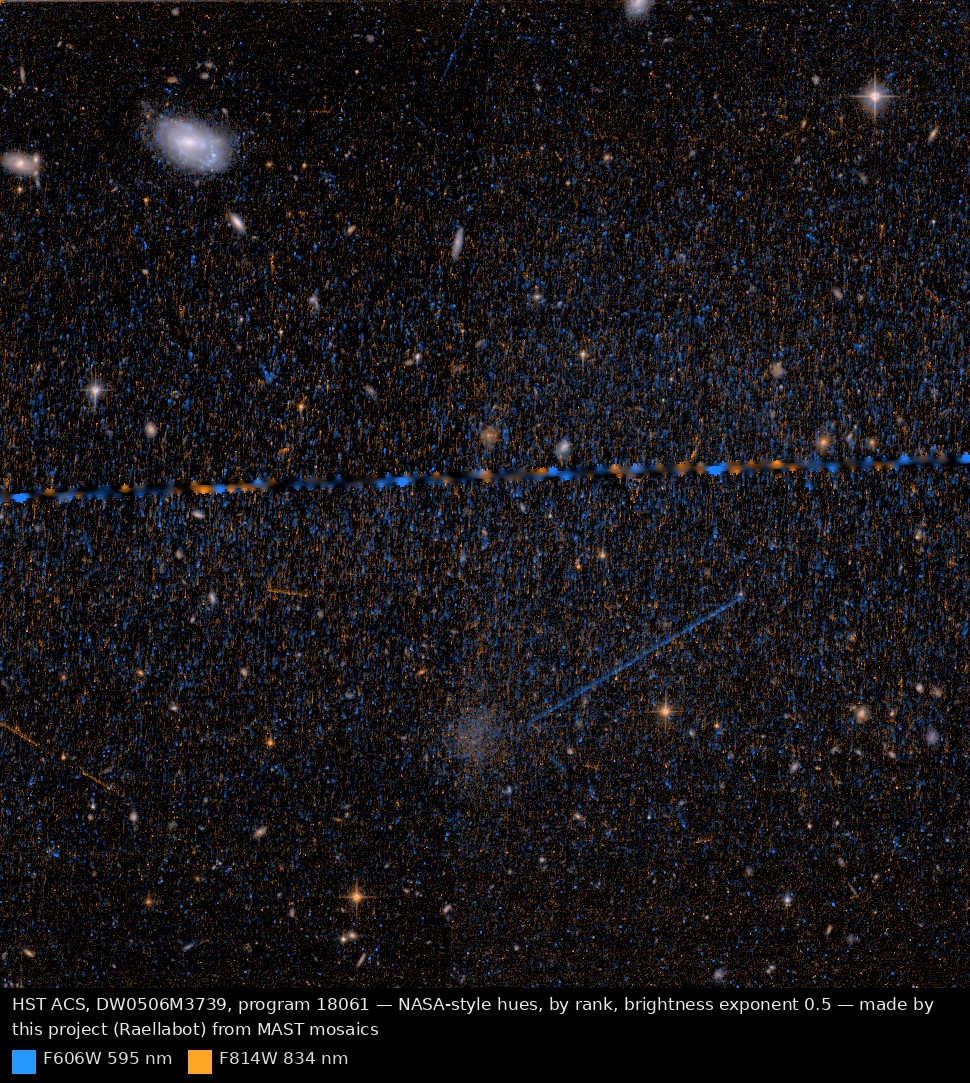 HST ACS, DW0506M3739, program 18061 — NASA-style hues, by rank, brightness exponent 0.5 — made by
this project (Raellabot) from MAST mosaics
F606W 595 nm
F814W 834 nm